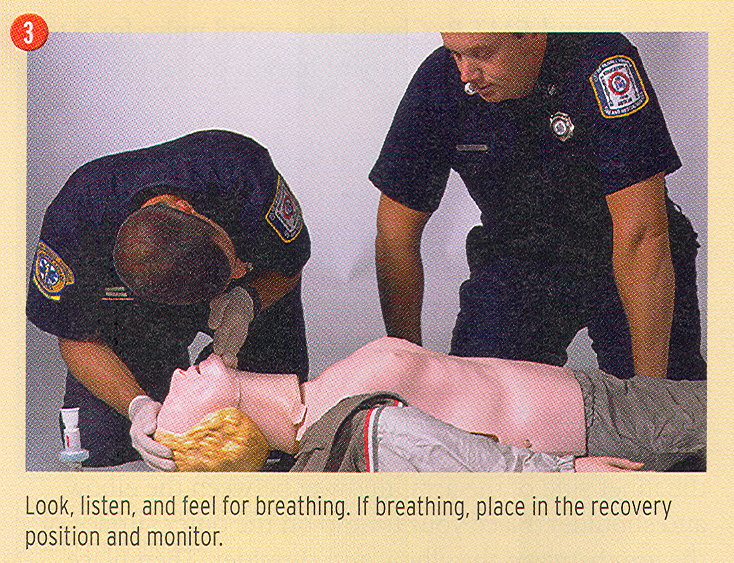 3
Look, listen, and feel for breathing. If breathing, place in the recovery
position and monitor.